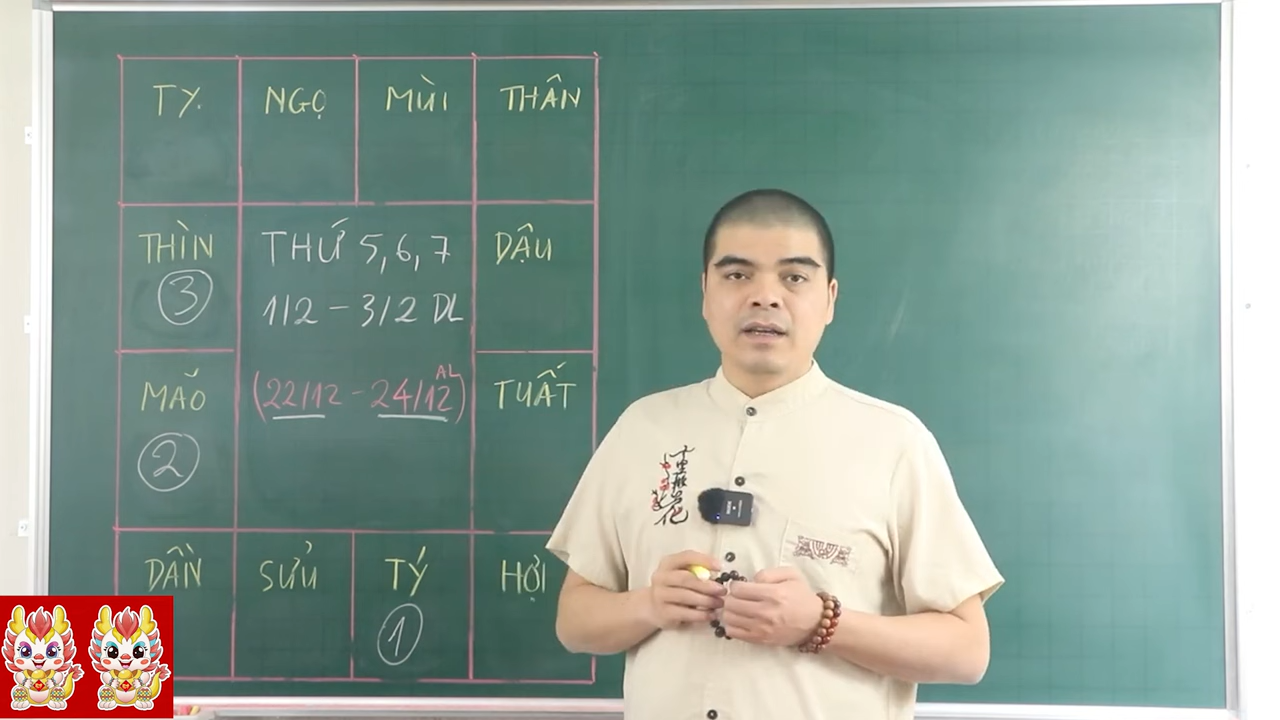 TY.
NGỌ
MÙI
THÂN
THÌN
3
THỨ 5, 6, 7
1/2 - 3/2 DL
DẬU
MÃO
2
(22/12 - 24/12 AL)
TUẤT
DẦN
SỬU
TÝ
1
HỢI